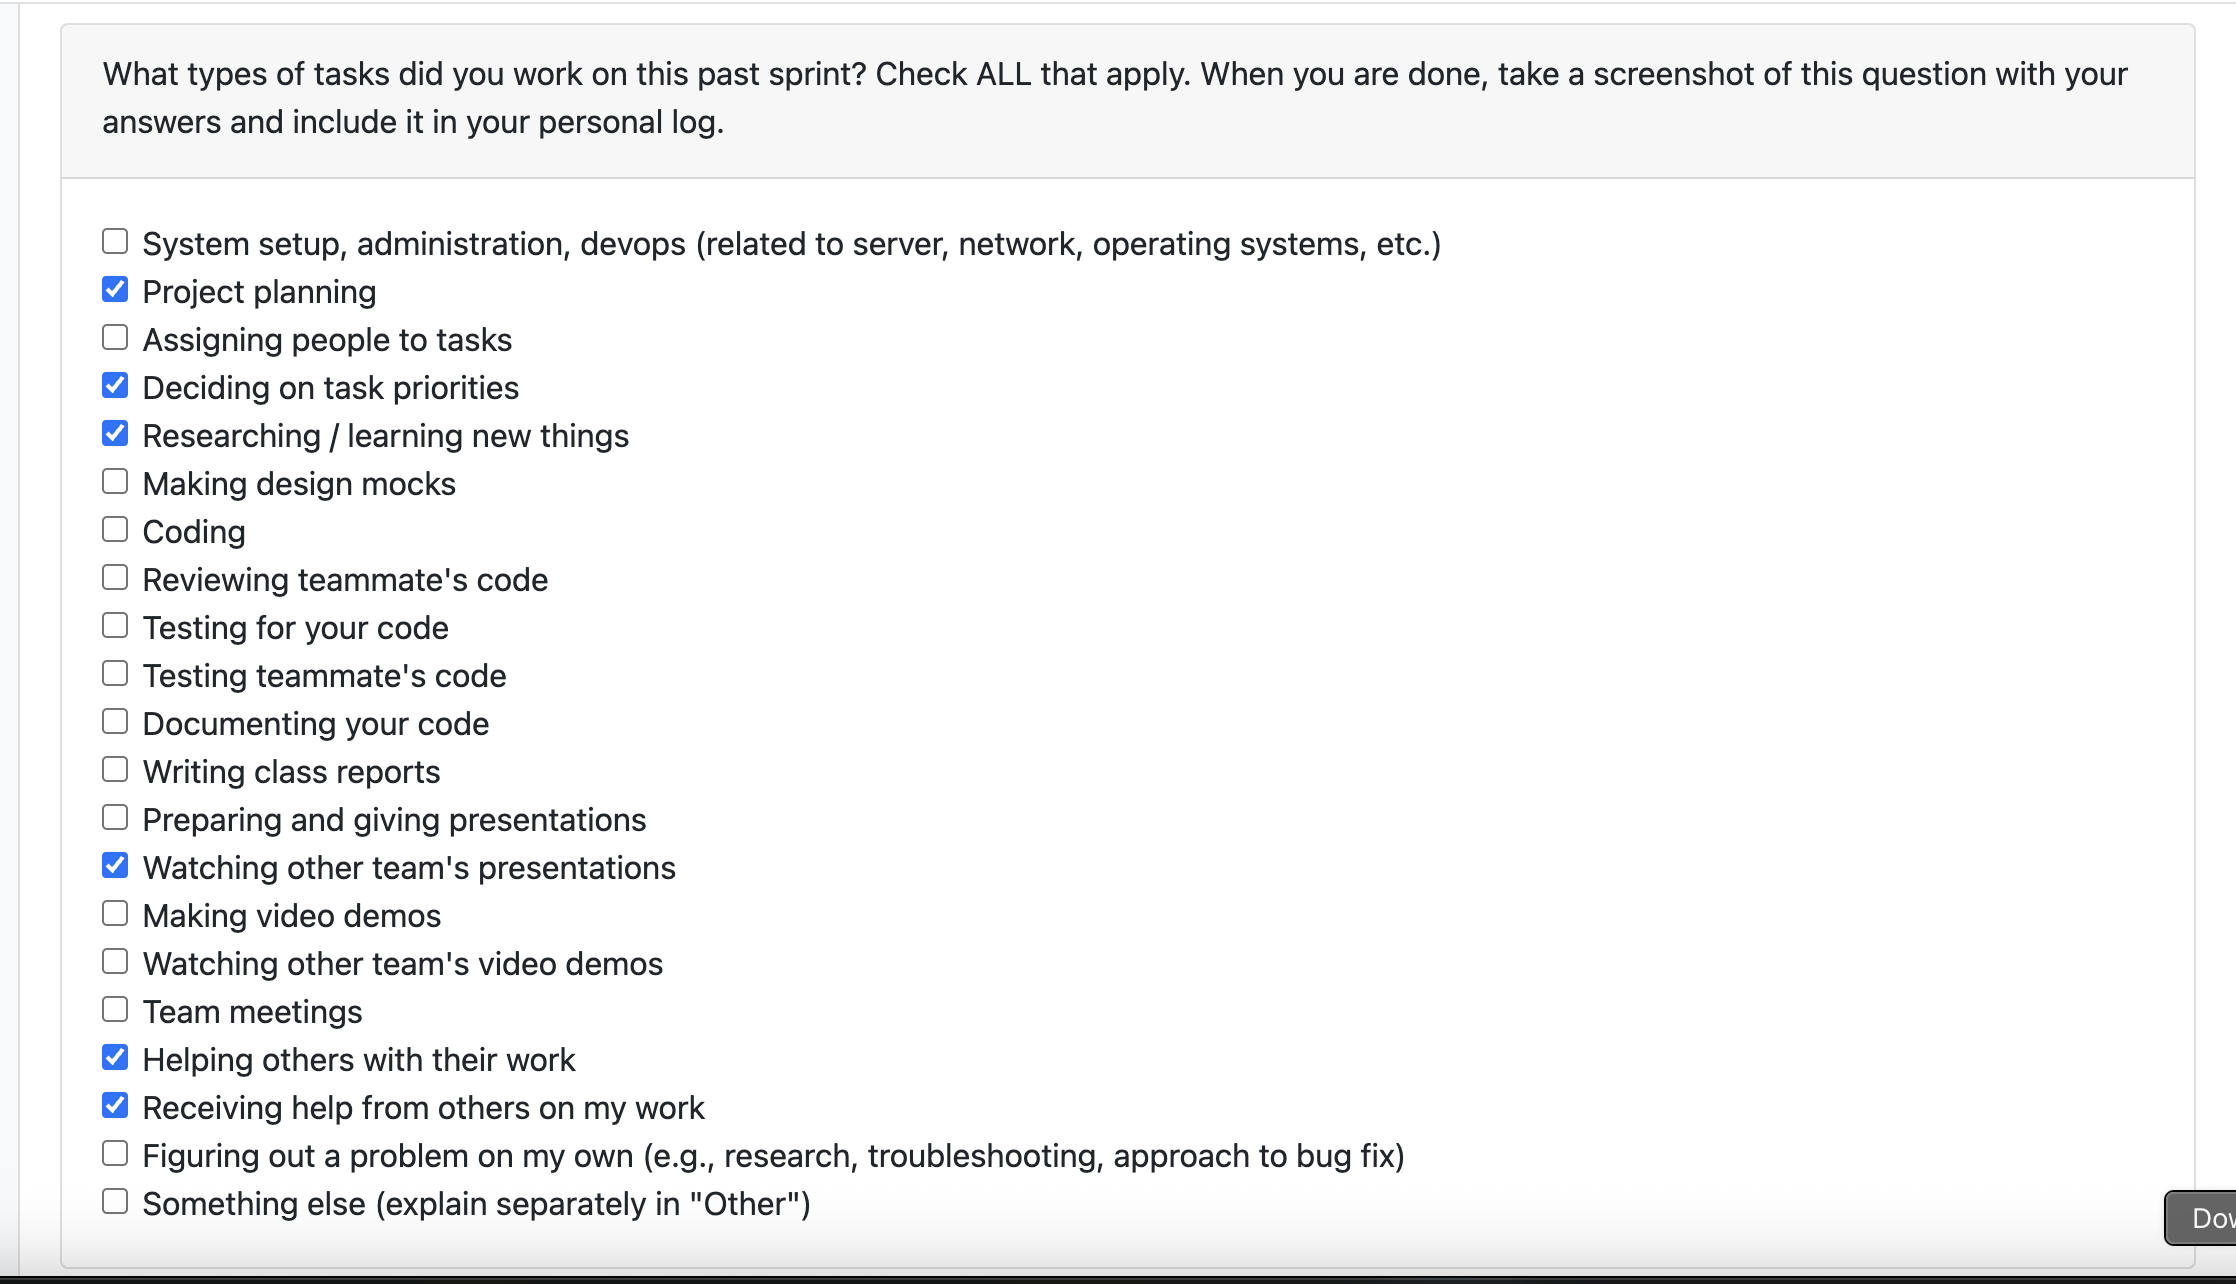 What types of tasks did you work on this past sprint? Check ALL that apply. When you are done, take a screenshot of this question with your
answers and include it in your personal log.
System setup, administration, devops (related to server, network, operating systems, etc.)
Project planning
Assigning people to tasks
Deciding on task priorities
Researching / learning new things
Making design mocks
Coding
Reviewing teammate's code
Testing for your code
Testing teammate's code
Documenting your code
Writing class reports
Preparing and giving presentations
Watching other team's presentations
Making video demos
Watching other team's video demos
Team meetings
Helping others with their work
Receiving help from others on my work
Figuring out a problem on my own (e.g., research, troubleshooting, approach to bug fix)
Something else (explain separately in "Other")